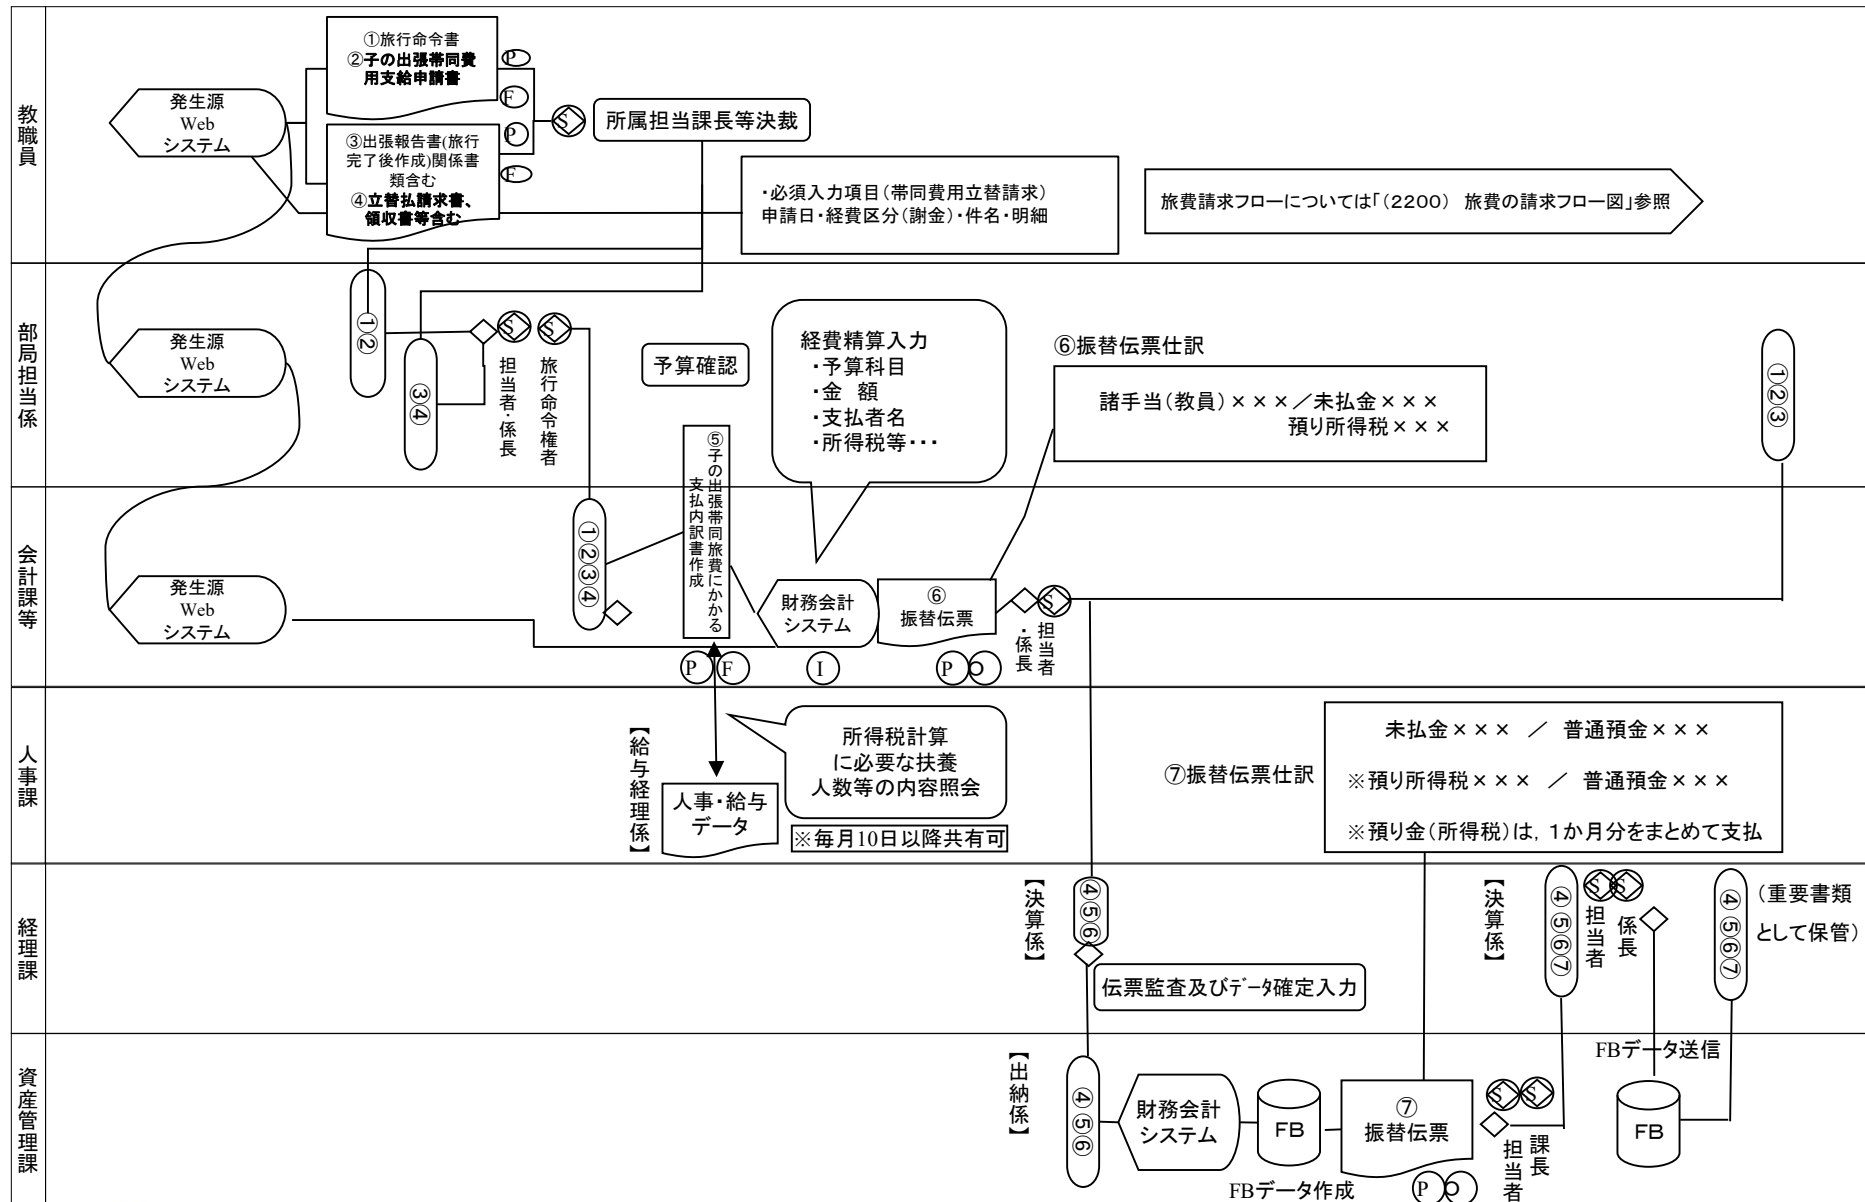 教職員
発生源
Web
システム
①旅行命令書
②子の出張帯同費
用支給申請書
P
F
③出張報告書(旅行
完了後作成)関係書
類含む
④立替払請求書、
領収書等含む
P
F
S
所属担当課長等決裁
・必須入力項目（帯同費用立替請求）
申請日・経費区分（謝金）・件名・明細
旅費請求フローについては「（2200） 旅費の請求フロー図」参照
部局担当係
発生源
Web
システム
①②
③④
S
担当者・係長
S
旅行命令権者
予算確認
経費精算入力
・予算科目
・金　額
・支払者名
・所得税等・・・
⑥振替伝票仕訳
諸手当（教員）×××／未払金×××
預り所得税×××
①②③
会計課等
発生源
Web
システム
①②③④
⑤子の出張帯同旅費にかかる
支払内訳書作成
P
F
財務会計
システム
I
⑥
振替伝票
P
O
S
担当者
・係長
人事課
【給与経理係】
人事・給与
データ
所得税計算
に必要な扶養
人数等の内容照会
※毎月10日以降共有可
⑦振替伝票仕訳
未払金×××　／　普通預金×××
※預り所得税×××　／　普通預金×××
※預り金（所得税）は，１か月分をまとめて支払
経理課
【決算係】
④⑤⑥
伝票監査及びﾃﾞｰﾀ確定入力
【決算係】
④⑤⑥⑦
S
S
担当者
係長
④⑤⑥⑦
（重要書類
として保管）
資産管理課
【出納係】
④⑤⑥
財務会計
システム
FB
FBデータ作成
⑦
振替伝票
P
O
S
S
担当者
課長
FBデータ送信
FB